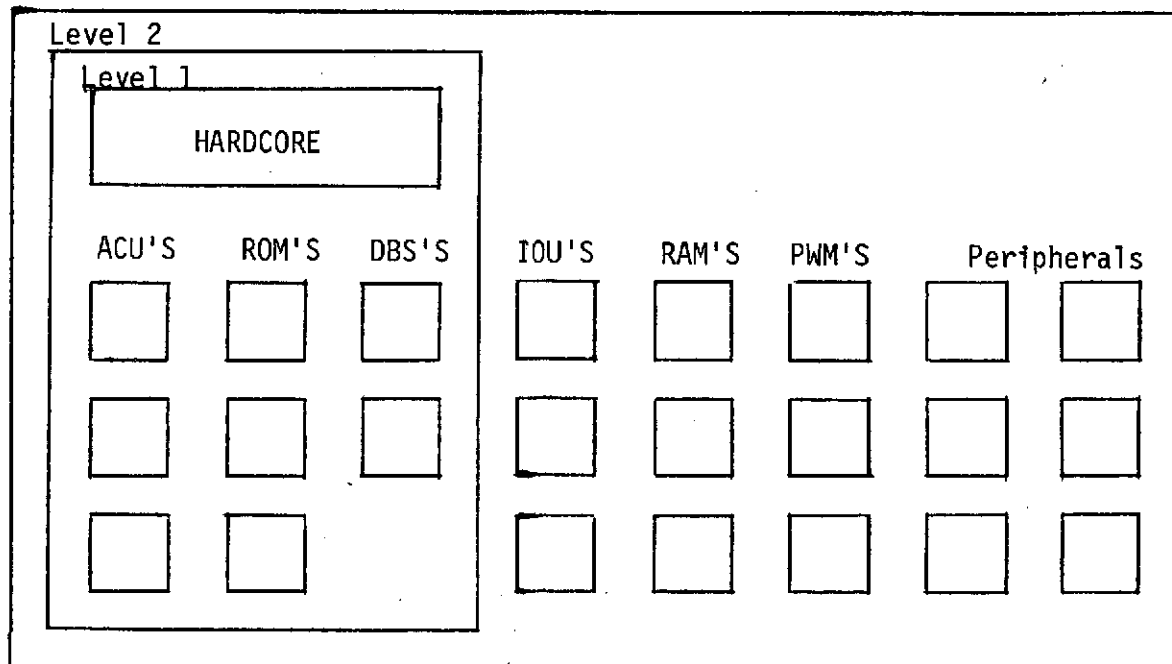 Level 2
Level 1
HARDCORE
ACU'S ROM'S DBS'S IOU'S RAM'S PWM'S Peripherals